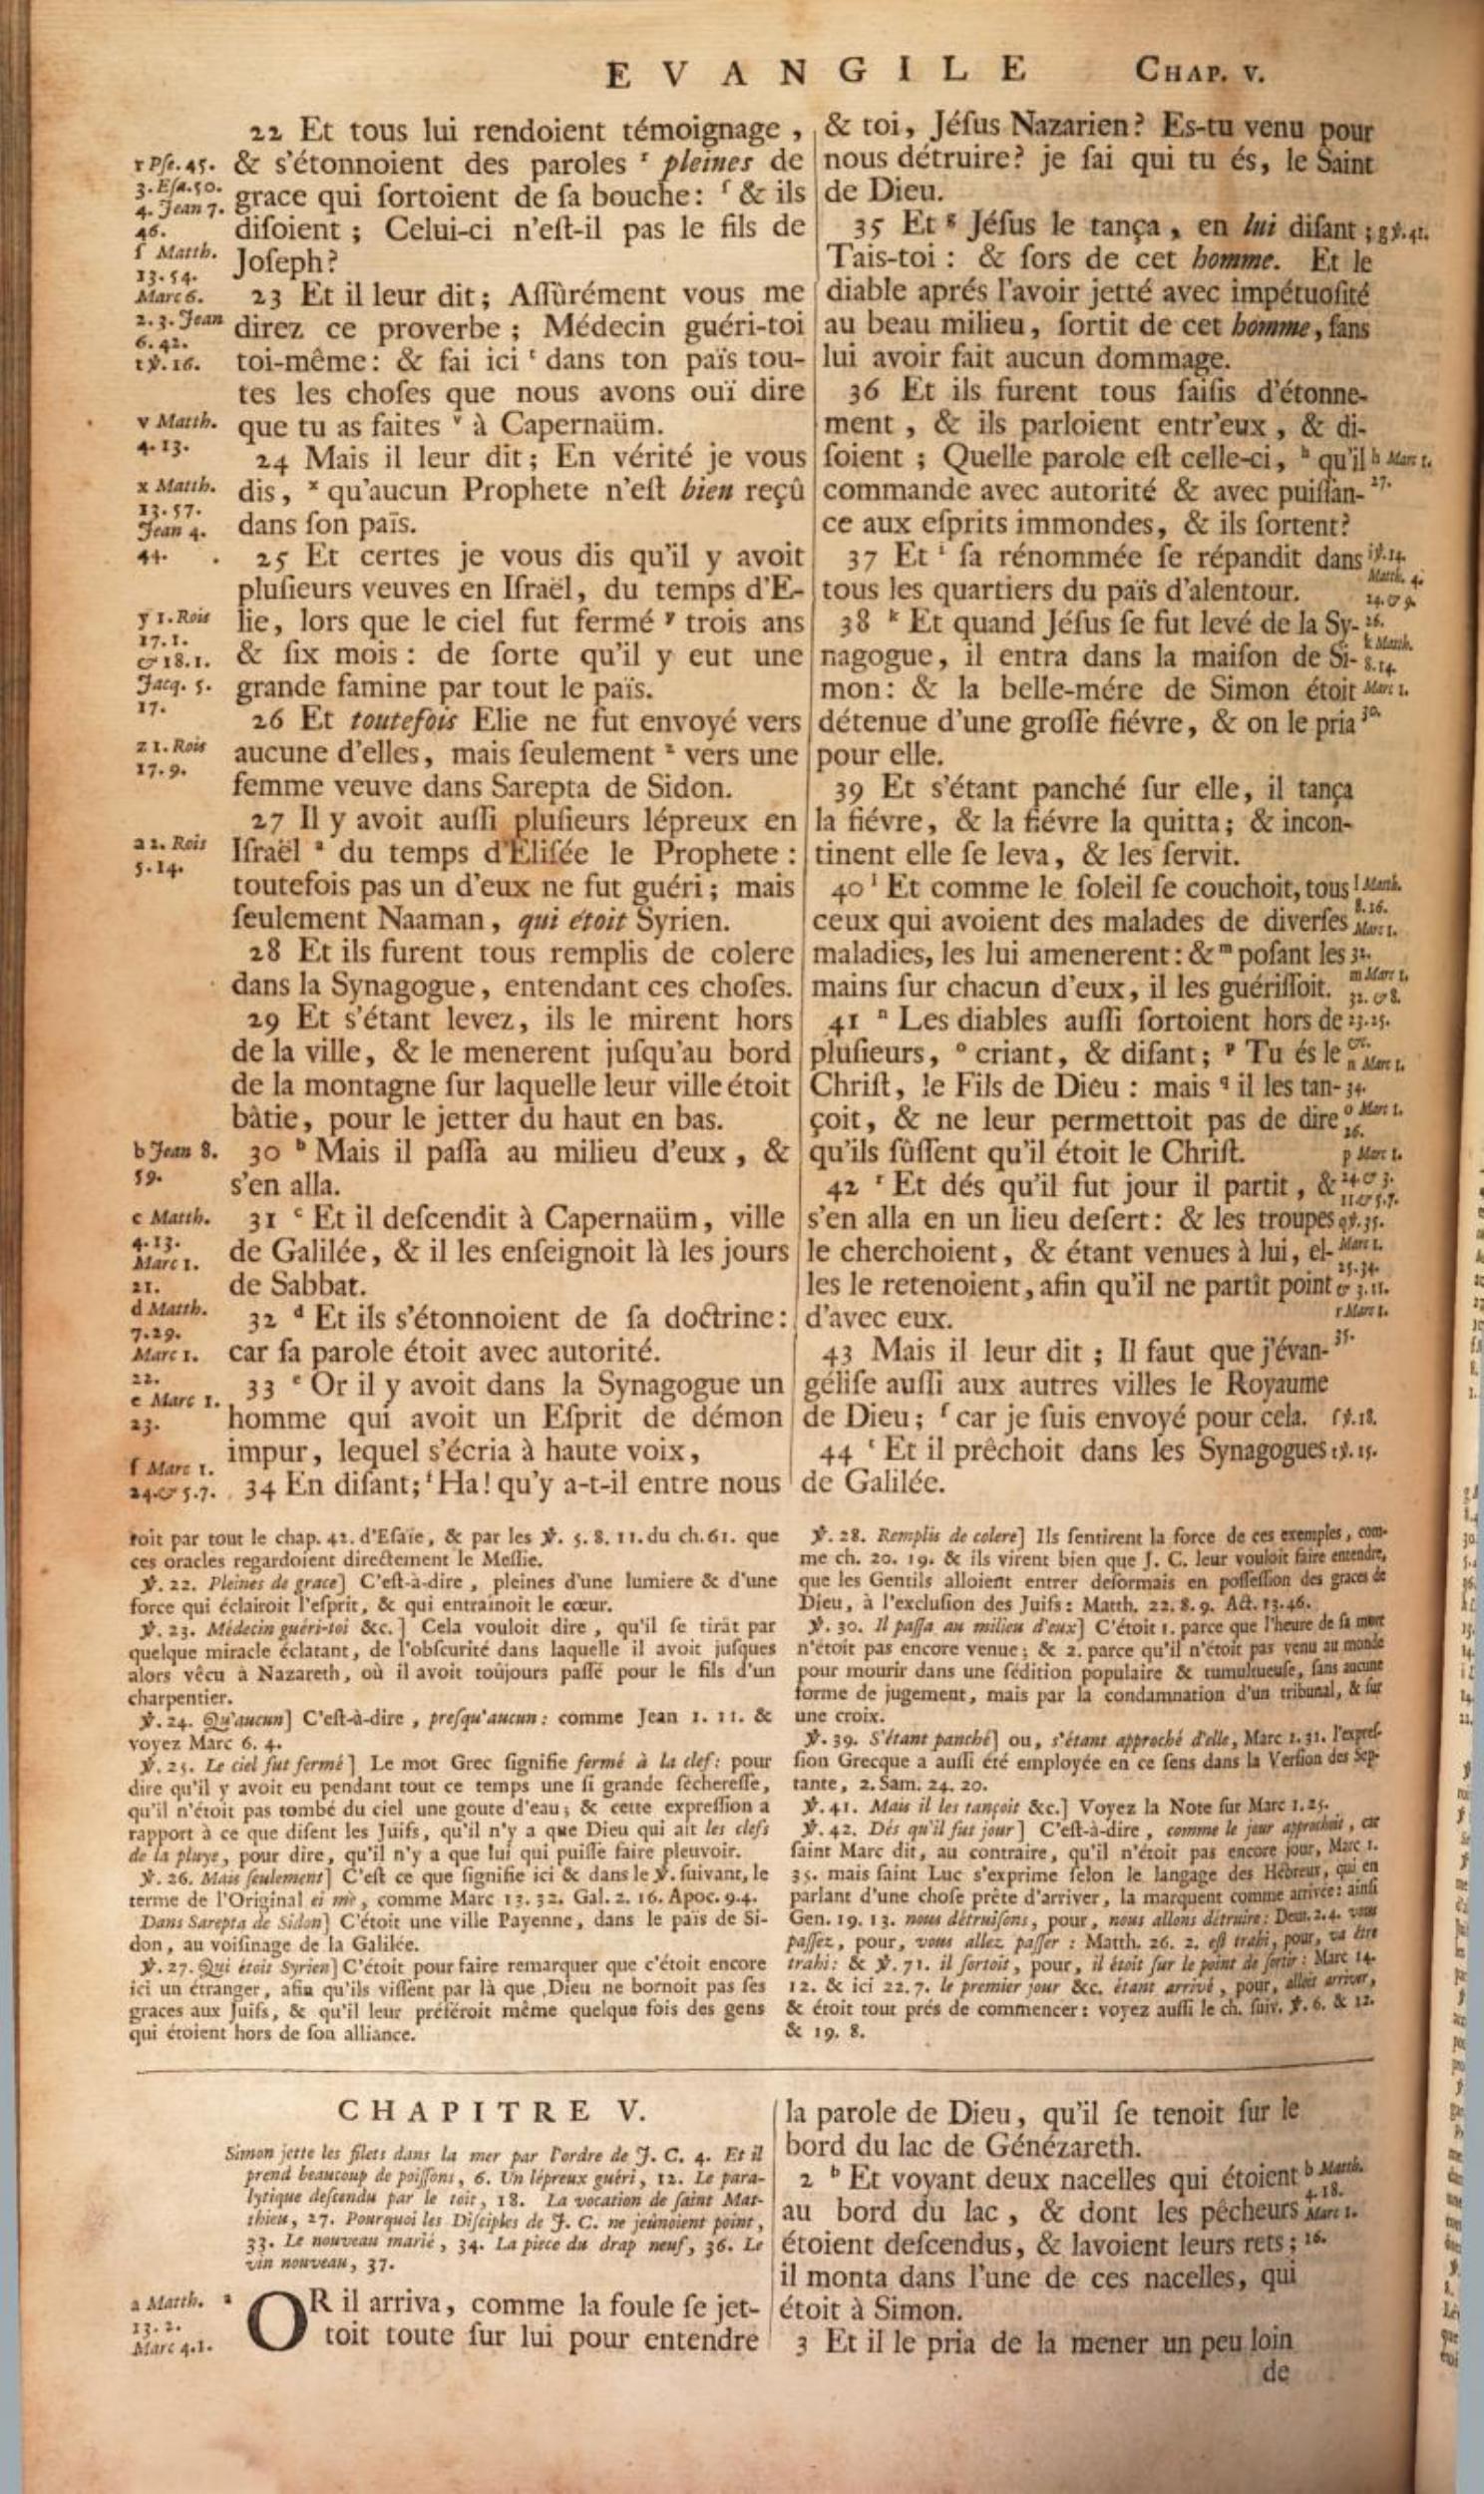 EVANGILE CHAP. V.
22 Et tous lui rendoient témoignage,
& s'étonnoient des paroles ʳ pleines de
grace qui ſortoient de ſa bouche: ſ & ils
diſoient; Celui-ci n'eſt-il pas le fils de
Joſeph?
23 Et il leur dit; Aſſûrément vous me
direz ce proverbe; Médecin guéri-toi
toi-même: & fai ici ᵗ dans ton païs tou-
tes les choſes que nous avons ouï dire
que tu as faites ᵛ à Capernaüm.
24 Mais il leur dit; En vérité je vous
dis, ˣ qu'aucun Prophete n'eſt bien reçû
dans ſon païs.
25 Et certes je vous dis qu'il y avoit
pluſieurs veuves en Iſraël, du temps d'E-
lie, lors que le ciel fut fermé ʸ trois ans
& ſix mois: de ſorte qu'il y eut une
grande famine par tout le païs.
26 Et toutefois Elie ne fut envoyé vers
aucune d'elles, mais ſeulement ᶻ vers une
femme veuve dans Sarepta de Sidon.
27 Il y avoit auſſi pluſieurs lépreux en
Iſraël ᵃ du temps d'Eliſée le Prophete:
toutefois pas un d'eux ne fut guéri; mais
ſeulement Naaman, qui étoit Syrien.
28 Et ils furent tous remplis de colere
dans la Synagogue, entendant ces choſes.
29 Et s'étant levez, ils le mirent hors
de la ville, & le menerent juſqu'au bord
de la montagne ſur laquelle leur ville étoit
bàtie, pour le jetter du haut en bas.
30 ᵇ Mais il paſſa au milieu d'eux, &
s'en alla.
31 ᶜ Et il deſcendit à Capernaüm, ville
de Galilée, & il les enſeignoit là les jours
de Sabbat.
32 ᵈ Et ils s'étonnoient de ſa doctrine:
car ſa parole étoit avec autorité.
33 ᵉ Or il y avoit dans la Synagogue un
homme qui avoit un Eſprit de démon
impur, lequel s'écria à haute voix,
34 En diſant; ᶠ Ha! qu'y a-t-il entre nous
r Pſe. 45.
3. Eſa. 50.
4. Jean 7.
46.
ſ Matth.
13. 54.
Marc 6.
2. 3. Jean
6. 42.
t ℣. 16.
v Matth.
4. 13.
x Matth.
13. 57.
Jean 4.
44.
y 1. Rois
17. 1.
& 18. 1.
Jacq. 5.
17.
z 1. Rois
17. 9.
a 2. Rois
5. 14.
b Jean 8.
59.
c Matth.
4. 13.
Marc 1.
21.
d Matth.
7. 29.
Marc 1.
22.
e Marc 1.
23.
f Marc 1.
24. & 5. 7.
& toi, Jéſus Nazarien? Es-tu venu pour
nous détruire? je ſai qui tu és, le Saint
de Dieu.
35 Et ᵍ Jéſus le tança, en lui diſant;
Tais-toi: & ſors de cet homme. Et le
diable aprés l'avoir jetté avec impétuoſité
au beau milieu, ſortit de cet homme, ſans
lui avoir fait aucun dommage.
36 Et ils furent tous ſaiſis d'étonne-
ment, & ils parloient entr'eux, & di-
ſoient; Quelle parole eſt celle-ci, ʰ qu'il
commande avec autorité & avec puiſſan-
ce aux eſprits immondes, & ils ſortent?
37 Et ⁱ ſa rénommée ſe répandit dans
tous les quartiers du païs d'alentour.
38 ᵏ Et quand Jéſus ſe fut levé de la Sy-
nagogue, il entra dans la maiſon de Si-
mon: & la belle-mére de Simon étoit
détenue d'une groſſe fiévre, & on le pria
pour elle.
39 Et s'étant panché ſur elle, il tança
la fiévre, & la fiévre la quitta; & incon-
tinent elle ſe leva, & les ſervit.
40 ˡ Et comme le ſoleil ſe couchoit, tous
ceux qui avoient des malades de diverſes
maladies, les lui amenerent: & ᵐ poſant les
mains ſur chacun d'eux, il les guériſſoit.
41 ⁿ Les diables auſſi ſortoient hors de
pluſieurs, ᵒ criant, & diſant; ᵖ Tu és le
Chriſt, le Fils de Dieu: mais ᑫ il les tan-
çoit, & ne leur permettoit pas de dire
qu'ils ſûſſent qu'il étoit le Chriſt.
42 ʳ Et dés qu'il fut jour il partit, &
s'en alla en un lieu deſert: & les troupes
le cherchoient, & étant venues à lui, el-
les le retenoient, afin qu'il ne partît point
d'avec eux.
43 Mais il leur dit; Il faut que j'évan-
géliſe auſſi aux autres villes le Royaume
de Dieu; ſ car je ſuis envoyé pour cela.
44 ᵗ Et il prêchoit dans les Synagogues
de Galilée.
g ℣. 41.
h Marc 1.
27.
i ℣. 14.
Matth. 4.
24. & 9.
26.
k Matth.
8. 14.
Marc 1.
30.
l Matth.
8. 16.
Marc 1.
32.
m Marc 1.
32. & 8.
23. 25.
&c.
n Marc 1.
34.
o Marc 1.
26.
p Marc 1.
24. & 3.
11. & 5. 7.
q ℣. 35.
Marc 1.
25. 34.
& 3. 11.
r Marc 1.
35.
ſ ℣. 18.
t ℣. 15.
toit par tout le chap. 42. d'Eſaïe, & par les ℣. 5. 8. 11. du ch. 61. que
ces oracles regardoient directement le Meſſie.
℣. 22. Pleines de grace] C'eſt-à-dire, pleines d'une lumiere & d'une
force qui éclairoit l'eſprit, & qui entrainoit le cœur.
℣. 23. Médecin guéri-toi &c.] Cela vouloit dire, qu'il ſe tirât par
quelque miracle éclatant, de l'obſcurité dans laquelle il avoit juſques
alors vêcu à Nazareth, où il avoit toûjours paſſé pour le fils d'un
charpentier.
℣. 24. Qu'aucun] C'eſt-à-dire, preſqu'aucun: comme Jean 1. 11. &
voyez Marc 6. 4.
℣. 25. Le ciel fut fermé] Le mot Grec ſignifie fermé à la clef: pour
dire qu'il y avoit eu pendant tout ce temps une ſi grande ſéchereſſe,
qu'il n'étoit pas tombé du ciel une goute d'eau; & cette expreſſion a
rapport à ce que diſent les Juifs, qu'il n'y a que Dieu qui ait les clefs
de la pluye, pour dire, qu'il n'y a que lui qui puiſſe faire pleuvoir.
℣. 26. Mais ſeulement] C'eſt ce que ſignifie ici & dans le ℣. ſuivant, le
terme de l'Original ei mè, comme Marc 13. 32. Gal. 2. 16. Apoc. 9. 4.
Dans Sarepta de Sidon] C'étoit une ville Payenne, dans le païs de Si-
don, au voiſinage de la Galilée.
℣. 27. Qui étoit Syrien] C'étoit pour faire remarquer que c'étoit encore
ici un étranger, afin qu'ils viſſent par là que Dieu ne bornoit pas ſes
graces aux Juifs, & qu'il leur préféroit même quelque fois des gens
qui étoient hors de ſon alliance.
℣. 28. Remplis de colere] Ils ſentirent la force de ces exemples, com-
me ch. 20. 19. & ils virent bien que J. C. leur vouloit faire entendre,
que les Gentils alloient entrer deſormais en poſſeſſion des graces de
Dieu, à l'excluſion des Juifs: Matth. 22. 8. 9. Act. 13. 46.
℣. 30. Il paſſa au milieu d'eux] C'étoit 1. parce que l'heure de ſa mort
n'étoit pas encore venue; & 2. parce qu'il n'étoit pas venu au monde
pour mourir dans une ſédition populaire & tumultueuſe, ſans aucune
forme de jugement, mais par la condamnation d'un tribunal, & ſur
une croix.
℣. 39. S'étant panché] ou, s'étant approché d'elle, Marc 1. 31. l'expreſ-
ſion Grecque a auſſi été employée en ce ſens dans la Verſion des Sep-
tante, 2. Sam. 24. 20.
℣. 41. Mais il les tançoit &c.] Voyez la Note ſur Marc 1. 25.
℣. 42. Dés qu'il fut jour] C'eſt-à-dire, comme le jour approchoit, car
ſaint Marc dit, au contraire, qu'il n'étoit pas encore jour, Marc 1.
35. mais ſaint Luc s'exprime ſelon le langage des Hébreux, qui en
parlant d'une choſe prête d'arriver, la marquent comme arrivée: ainſi
Gen. 19. 13. nous détruiſons, pour, nous allons détruire: Deut. 2. 4. vous
paſſez, pour, vous allez paſſer: Matth. 26. 2. eſt trahi, pour, va être
trahi: & ℣. 71. il ſortoit, pour, il étoit ſur le point de ſortir: Marc 14.
12. & ici 22. 7. le premier jour &c. étant arrivé, pour, alloit arriver,
& étoit tout prés de commencer: voyez auſſi le ch. ſuiv. ℣. 6. & 12.
& 19. 8.
CHAPITRE V.
Simon jette les filets dans la mer par l'ordre de J. C. 4. Et il
prend beaucoup de poiſſons, 6. Un lépreux guéri, 12. Le para-
lytique deſcendu par le toit, 18. La vocation de ſaint Mat-
thieu, 27. Pourquoi les Diſciples de J. C. ne jeûnoient point,
33. Le nouveau marié, 34. La piece du drap neuf, 36. Le
vin nouveau, 37.
a Matth.
13. 2.
Marc 4. 1.
ᵃ OR il arriva, comme la foule ſe jet-
toit toute ſur lui pour entendre
la parole de Dieu, qu'il ſe tenoit ſur le
bord du lac de Génézareth.
2 ᵇ Et voyant deux nacelles qui étoient
au bord du lac, & dont les pêcheurs
étoient deſcendus, & lavoient leurs rets;
il monta dans l'une de ces nacelles, qui
étoit à Simon.
3 Et il le pria de la mener un peu loin
de
b Matth.
4. 18.
Marc 1.
16.